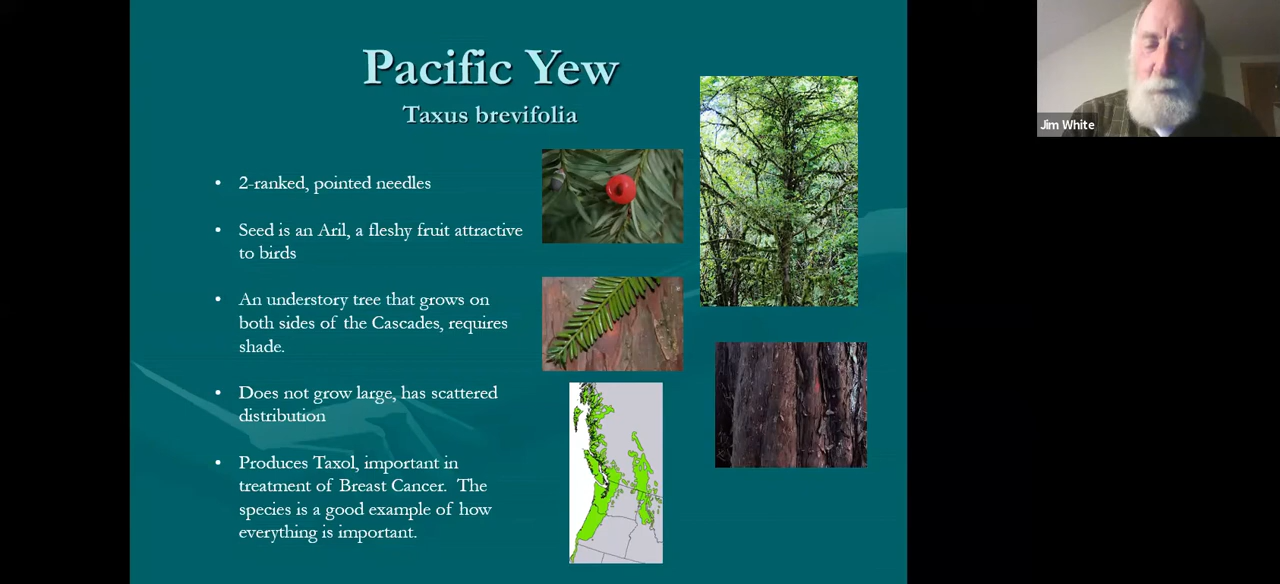 Pacific Yew
Taxus brevifolia
• 2-ranked, pointed needles
• Seed is an Aril, a fleshy fruit attractive
to birds
• An understory tree that grows on
both sides of the Cascades, requires
shade.
• Does not grow large, has scattered
distribution
• Produces Taxol, important in
treatment of Breast Cancer. The
species is a good example of how
everything is important.
Jim White